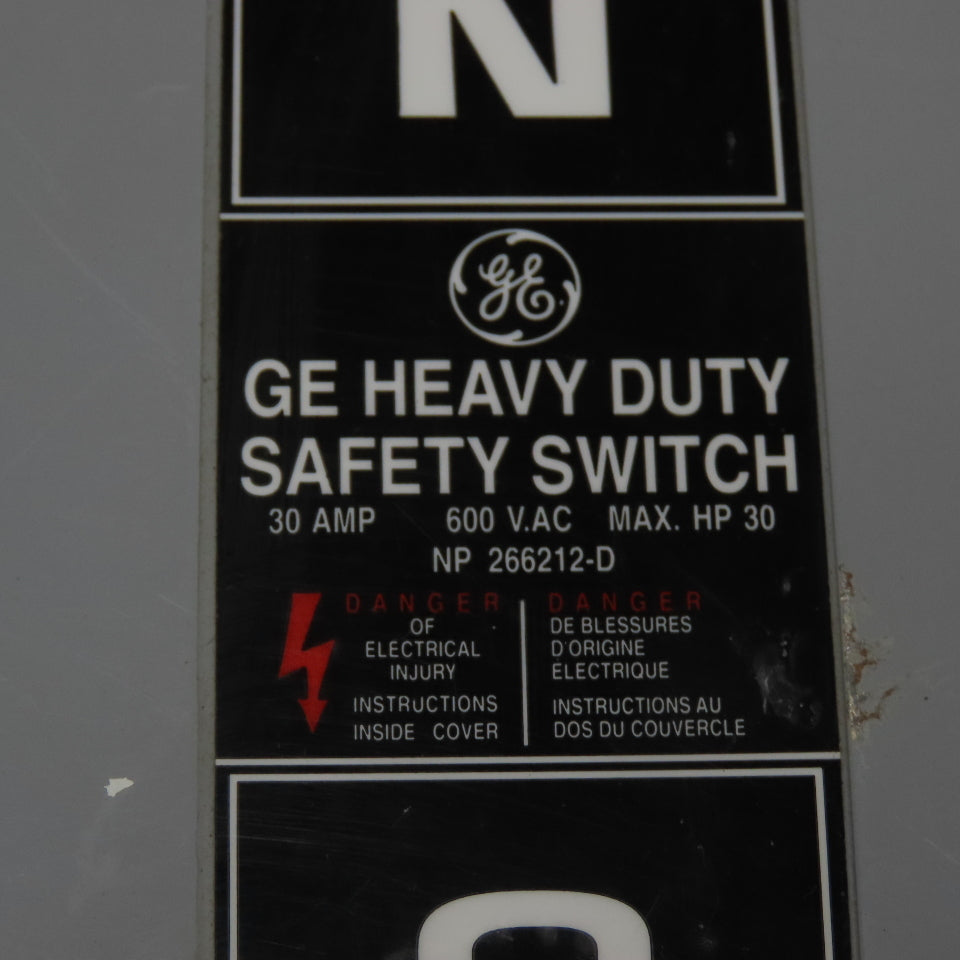 N
GE
GE HEAVY DUTY
SAFETY SWITCH
30 AMP 600 V.AC MAX. HP 30
NP 266212-D
DANGER
OF
ELECTRICAL
INJURY
INSTRUCTIONS
INSIDE COVER
DANGER
DE BLESSURES
D'ORIGINE
ELECTRIQUE
INSTRUCTIONS AU
DOS DU COUVERCLE